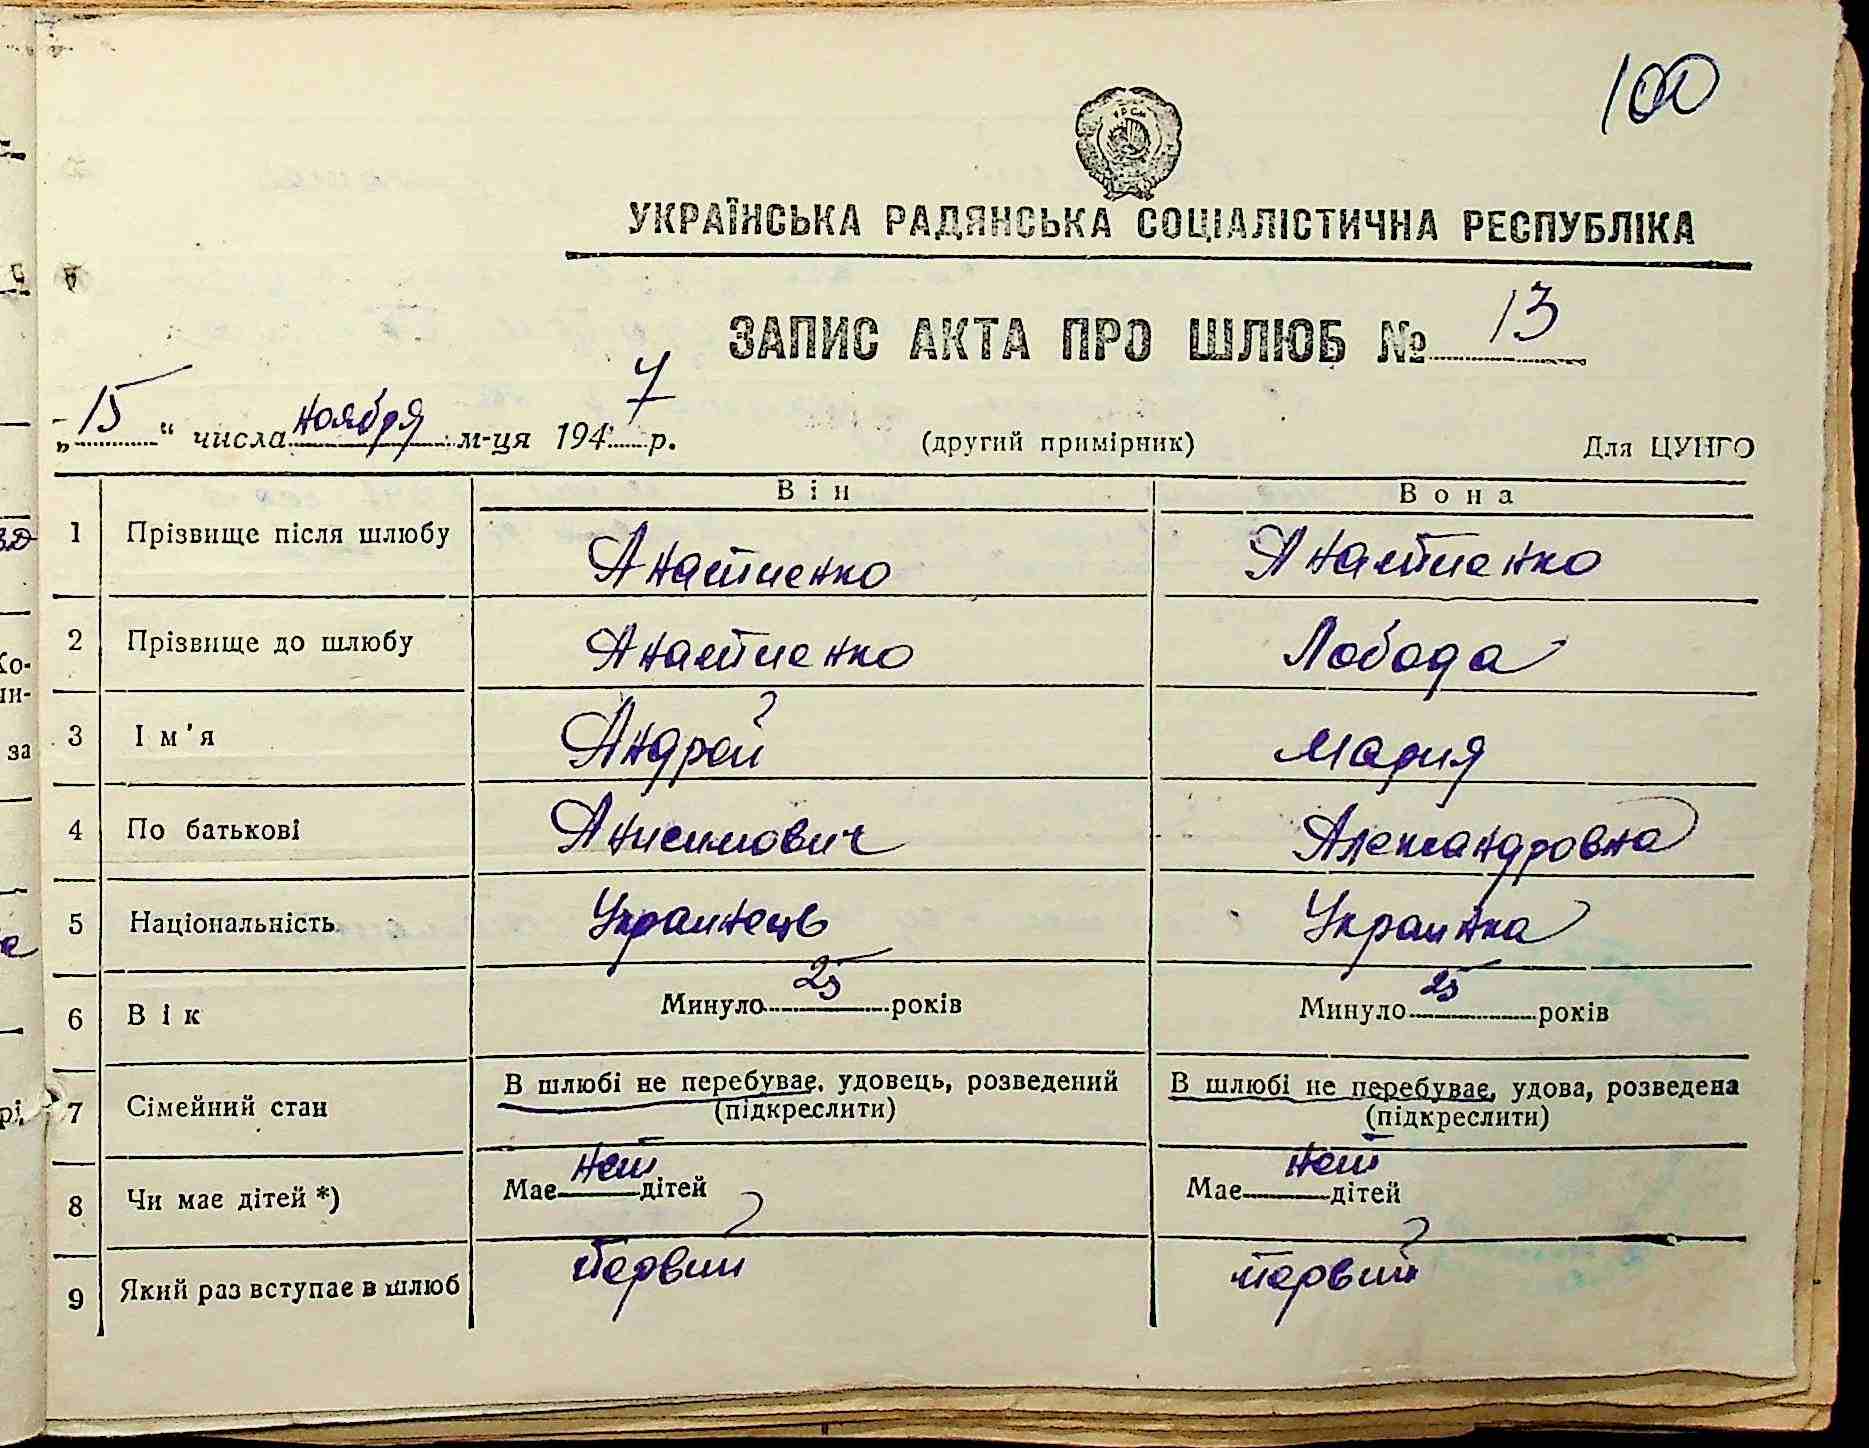 100
УКРАЇНСЬКА РАДЯНСЬКА СОЦІАЛІСТИЧНА РЕСПУБЛІКА
ЗАПИС АКТА ПРО ШЛЮБ № 13
„15“ числа ноября м-ця 1947 р. (другий примірник) Для ЦУНГО
Він Вона
1 Прізвище після шлюбу Анатиенко Анатиенко
2 Прізвище до шлюбу Анатиенко Лобода
3 Ім'я Андрей Мария
4 По батькові Анисимович Александровна
5 Національність Украинець Украинка
6 Вік Минуло 25 років Минуло 25 років
7 Сімейний стан В шлюбі не перебуває, удовець, розведений В шлюбі не перебуває, удова, розведена
(підкреслити) (підкреслити)
8 Чи має дітей *) Має нет дітей Має нет дітей
9 Який раз вступає в шлюб первий первий